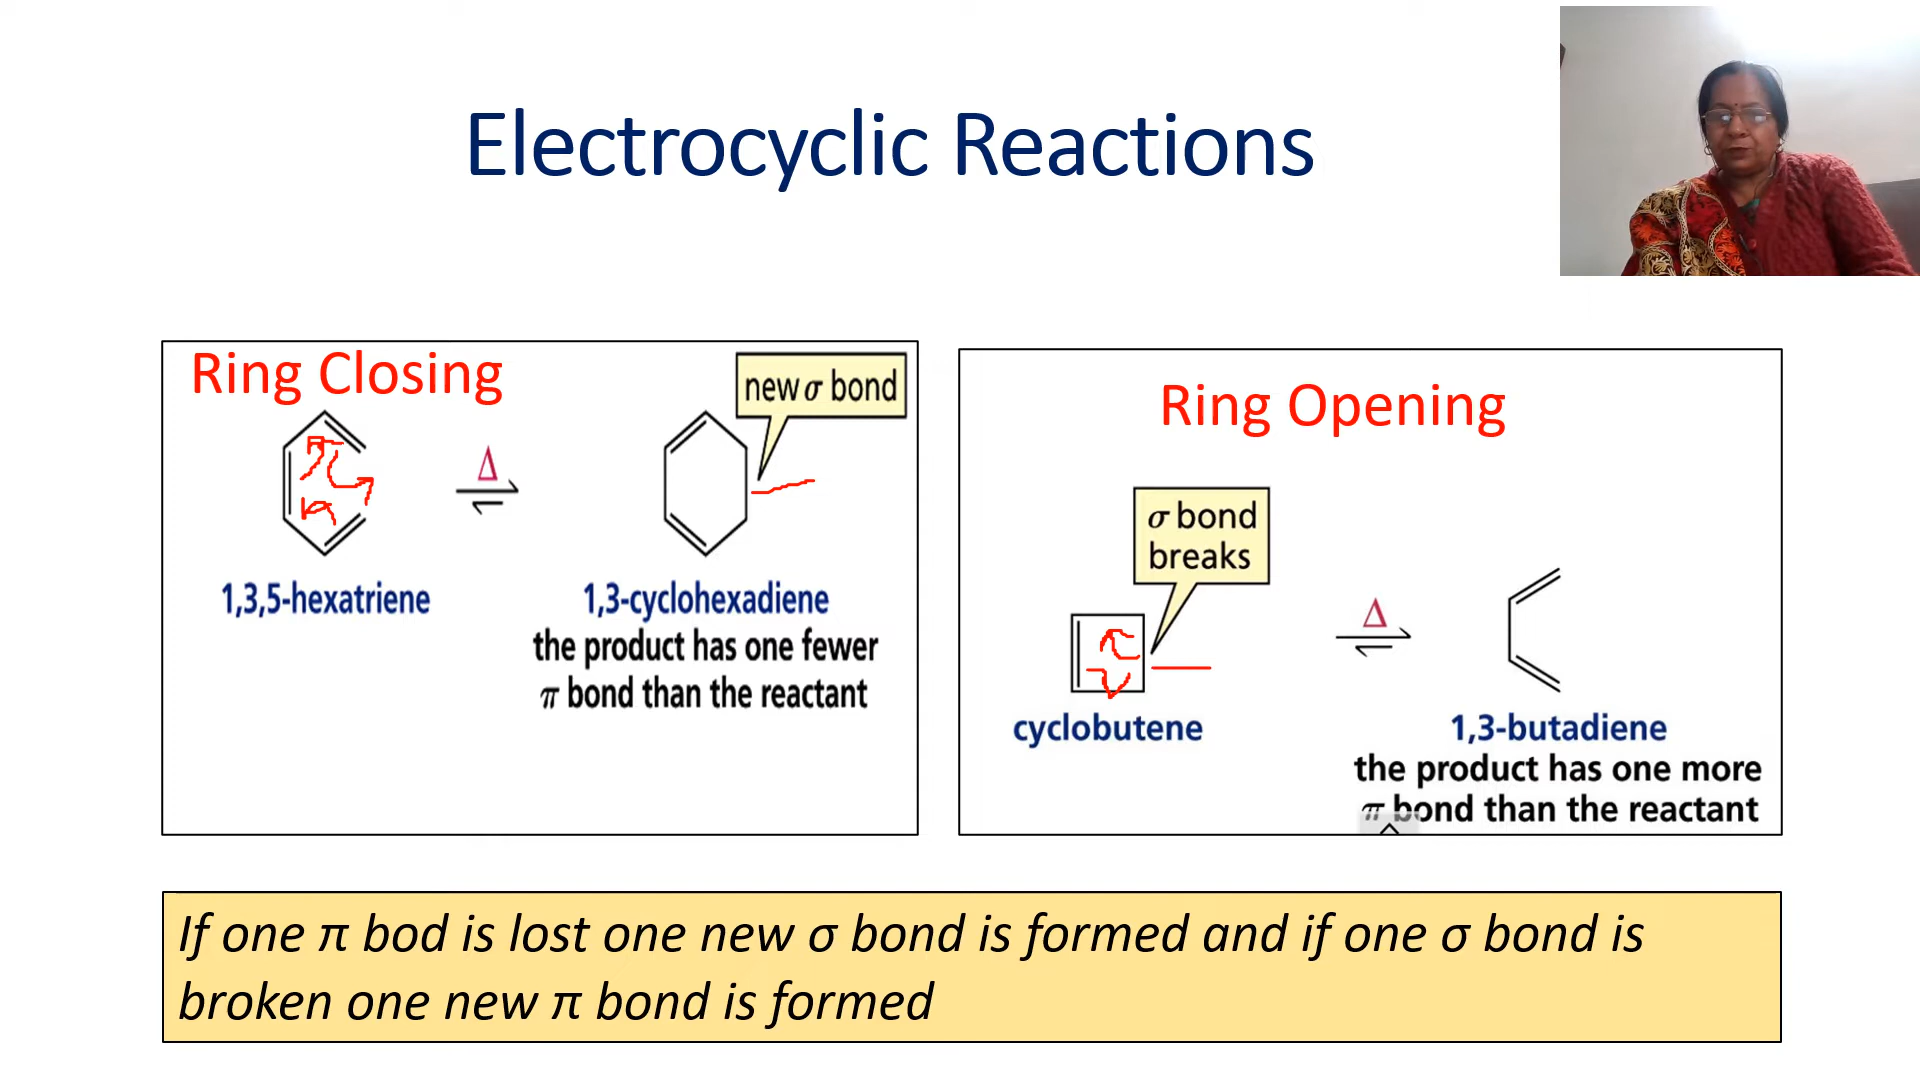 Electrocyclic Reactions
Ring Closing
new σ bond
Δ
1,3,5-hexatriene
1,3-cyclohexadiene
the product has one fewer
π bond than the reactant
Ring Opening
σ bond
breaks
Δ
cyclobutene
1,3-butadiene
the product has one more
π bond than the reactant
If one π bod is lost one new σ bond is formed and if one σ bond is
broken one new π bond is formed